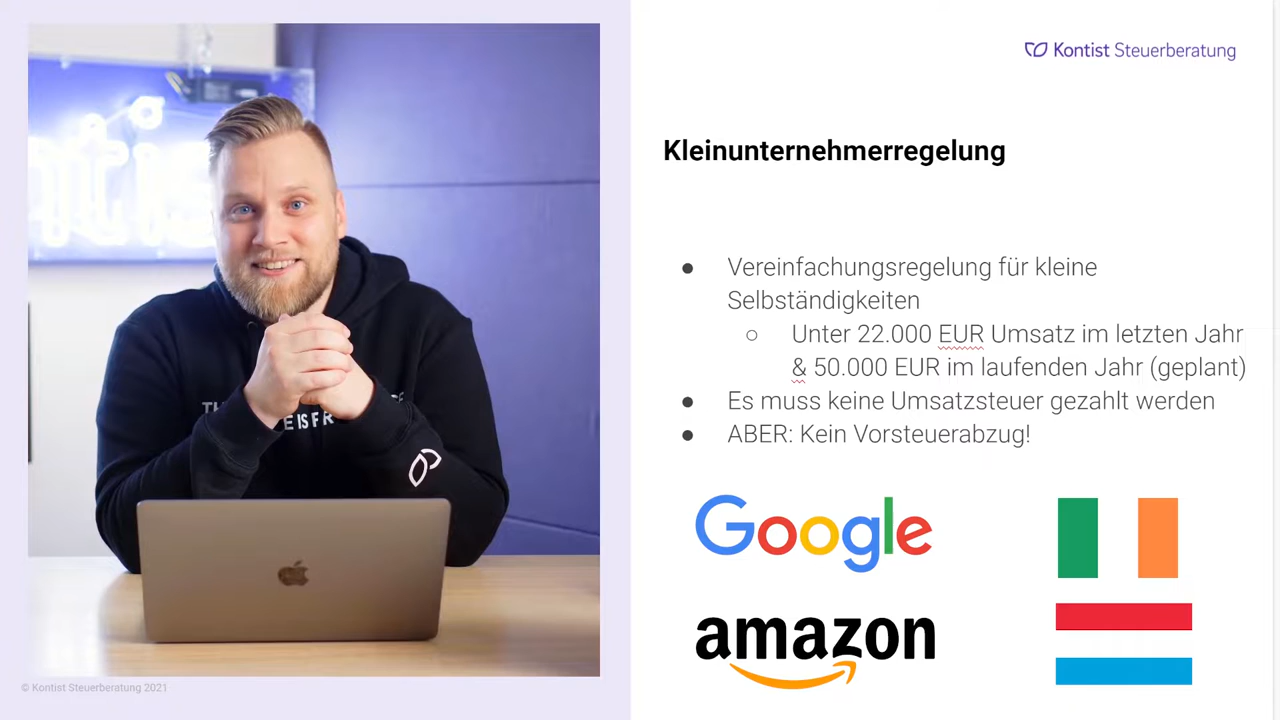 Kontist Steuerberatung
Kleinunternehmerregelung
● Vereinfachungsregelung für kleine
Selbständigkeiten
○ Unter 22.000 EUR Umsatz im letzten Jahr
& 50.000 EUR im laufenden Jahr (geplant)
● Es muss keine Umsatzsteuer gezahlt werden
● ABER: Kein Vorsteuerabzug!
Google
amazon
© Kontist Steuerberatung 2021